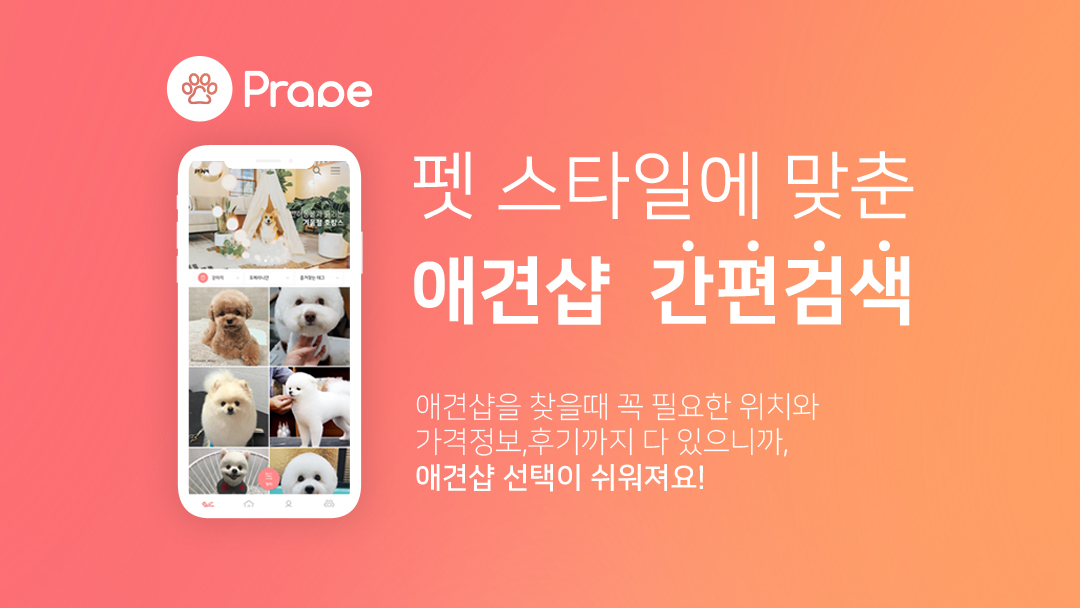 Prape
펫 스타일에 맞춘
애견샵 간편검색
애견샵을 찾을때 꼭 필요한 위치와
가격정보,후기까지 다 있으니까,
애견샵 선택이 쉬워져요!